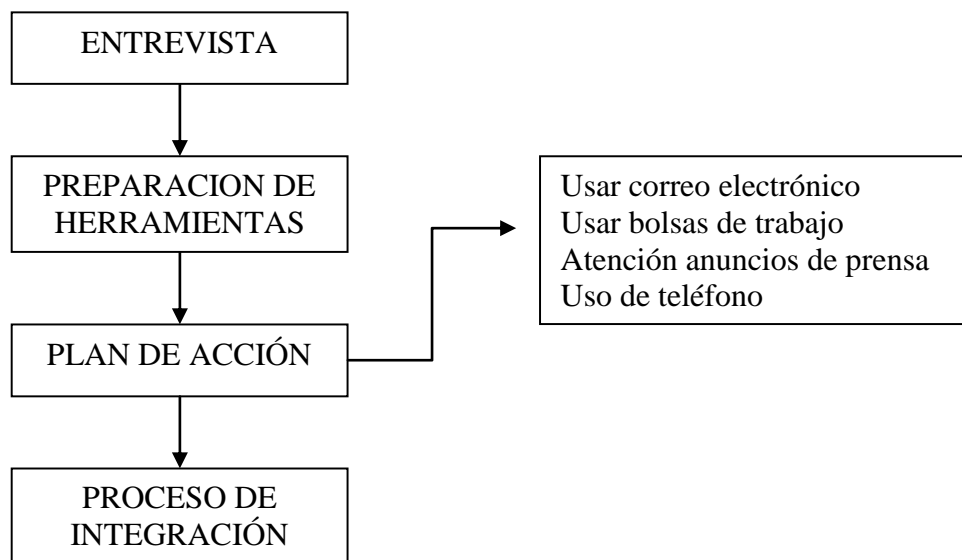 ENTREVISTA
PREPARACION DE
HERRAMIENTAS
Usar correo electrónico
Usar bolsas de trabajo
Atención anuncios de prensa
Uso de teléfono
PLAN DE ACCIÓN
PROCESO DE
INTEGRACIÓN